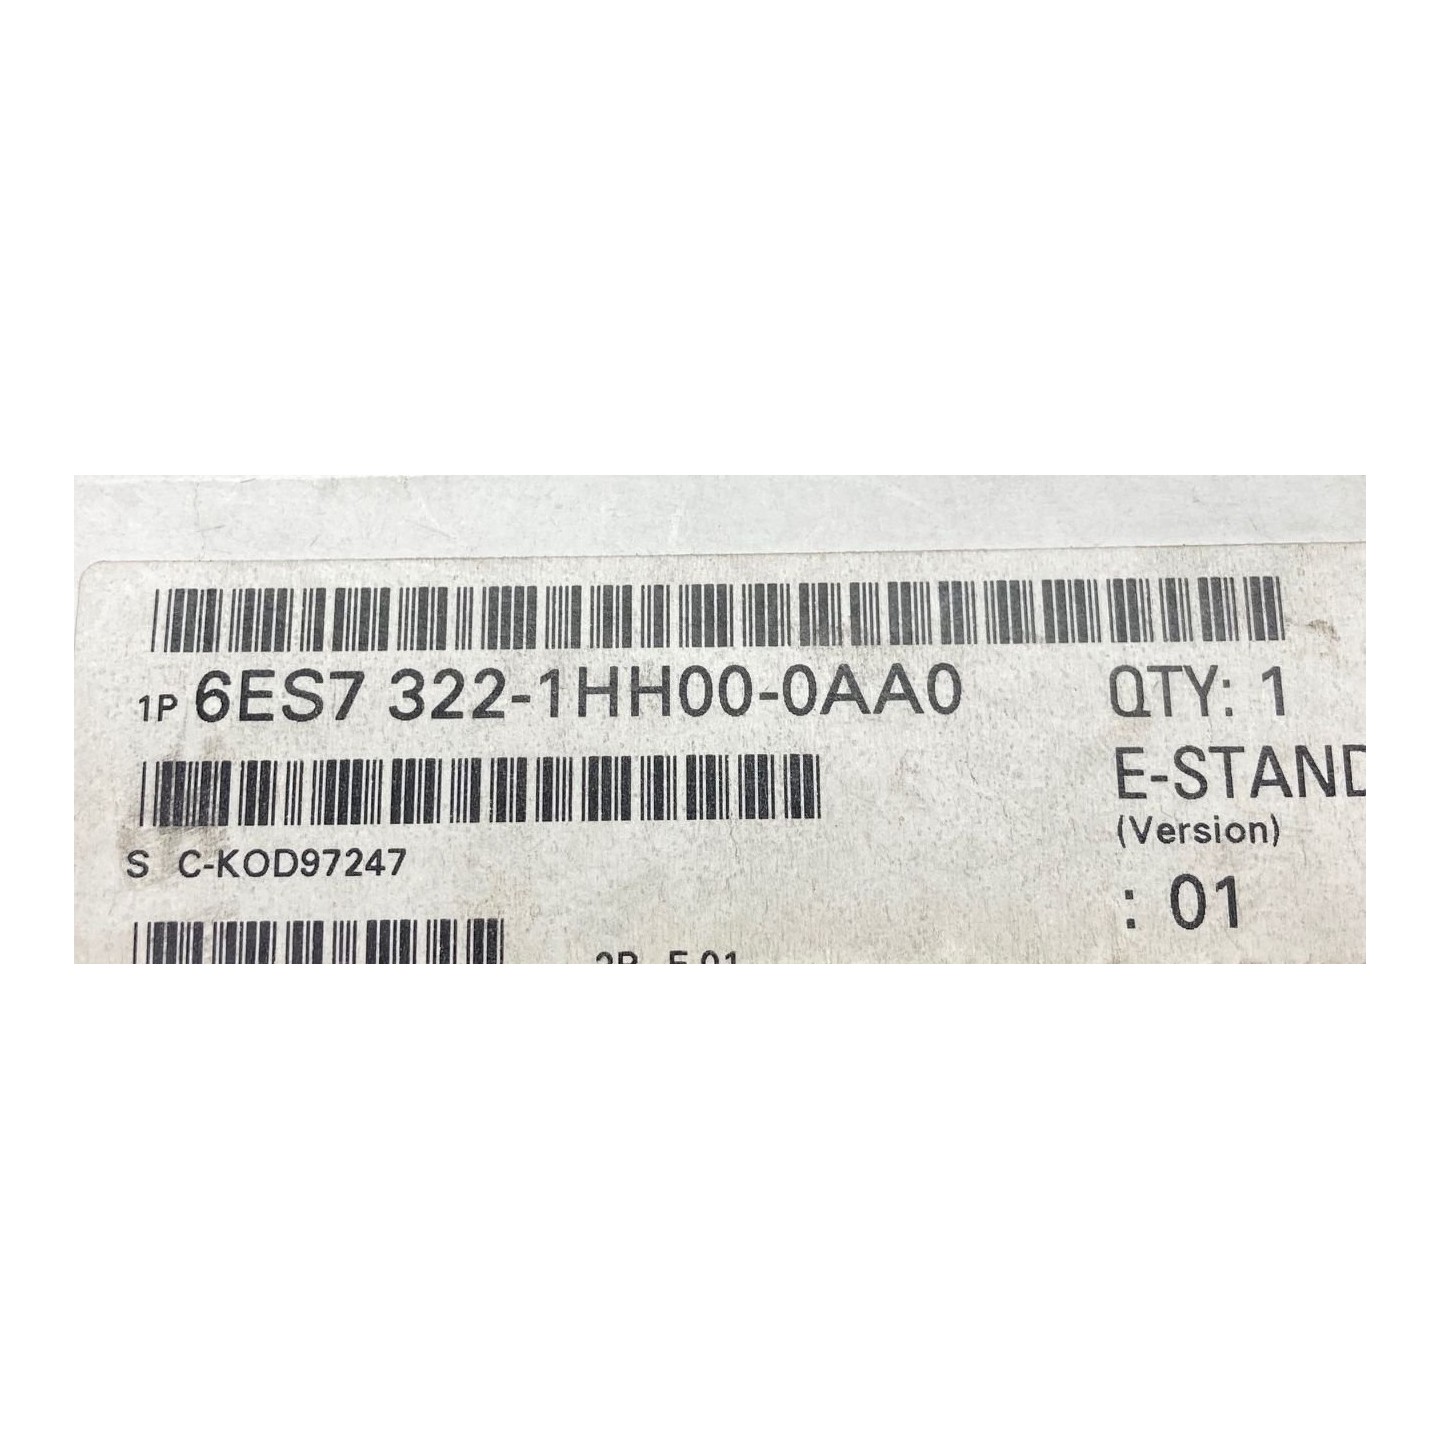 1P 6ES7 322-1HH00-0AA0 QTY: 1
E-STAND
(Version)
S C-KOD97247
: 01